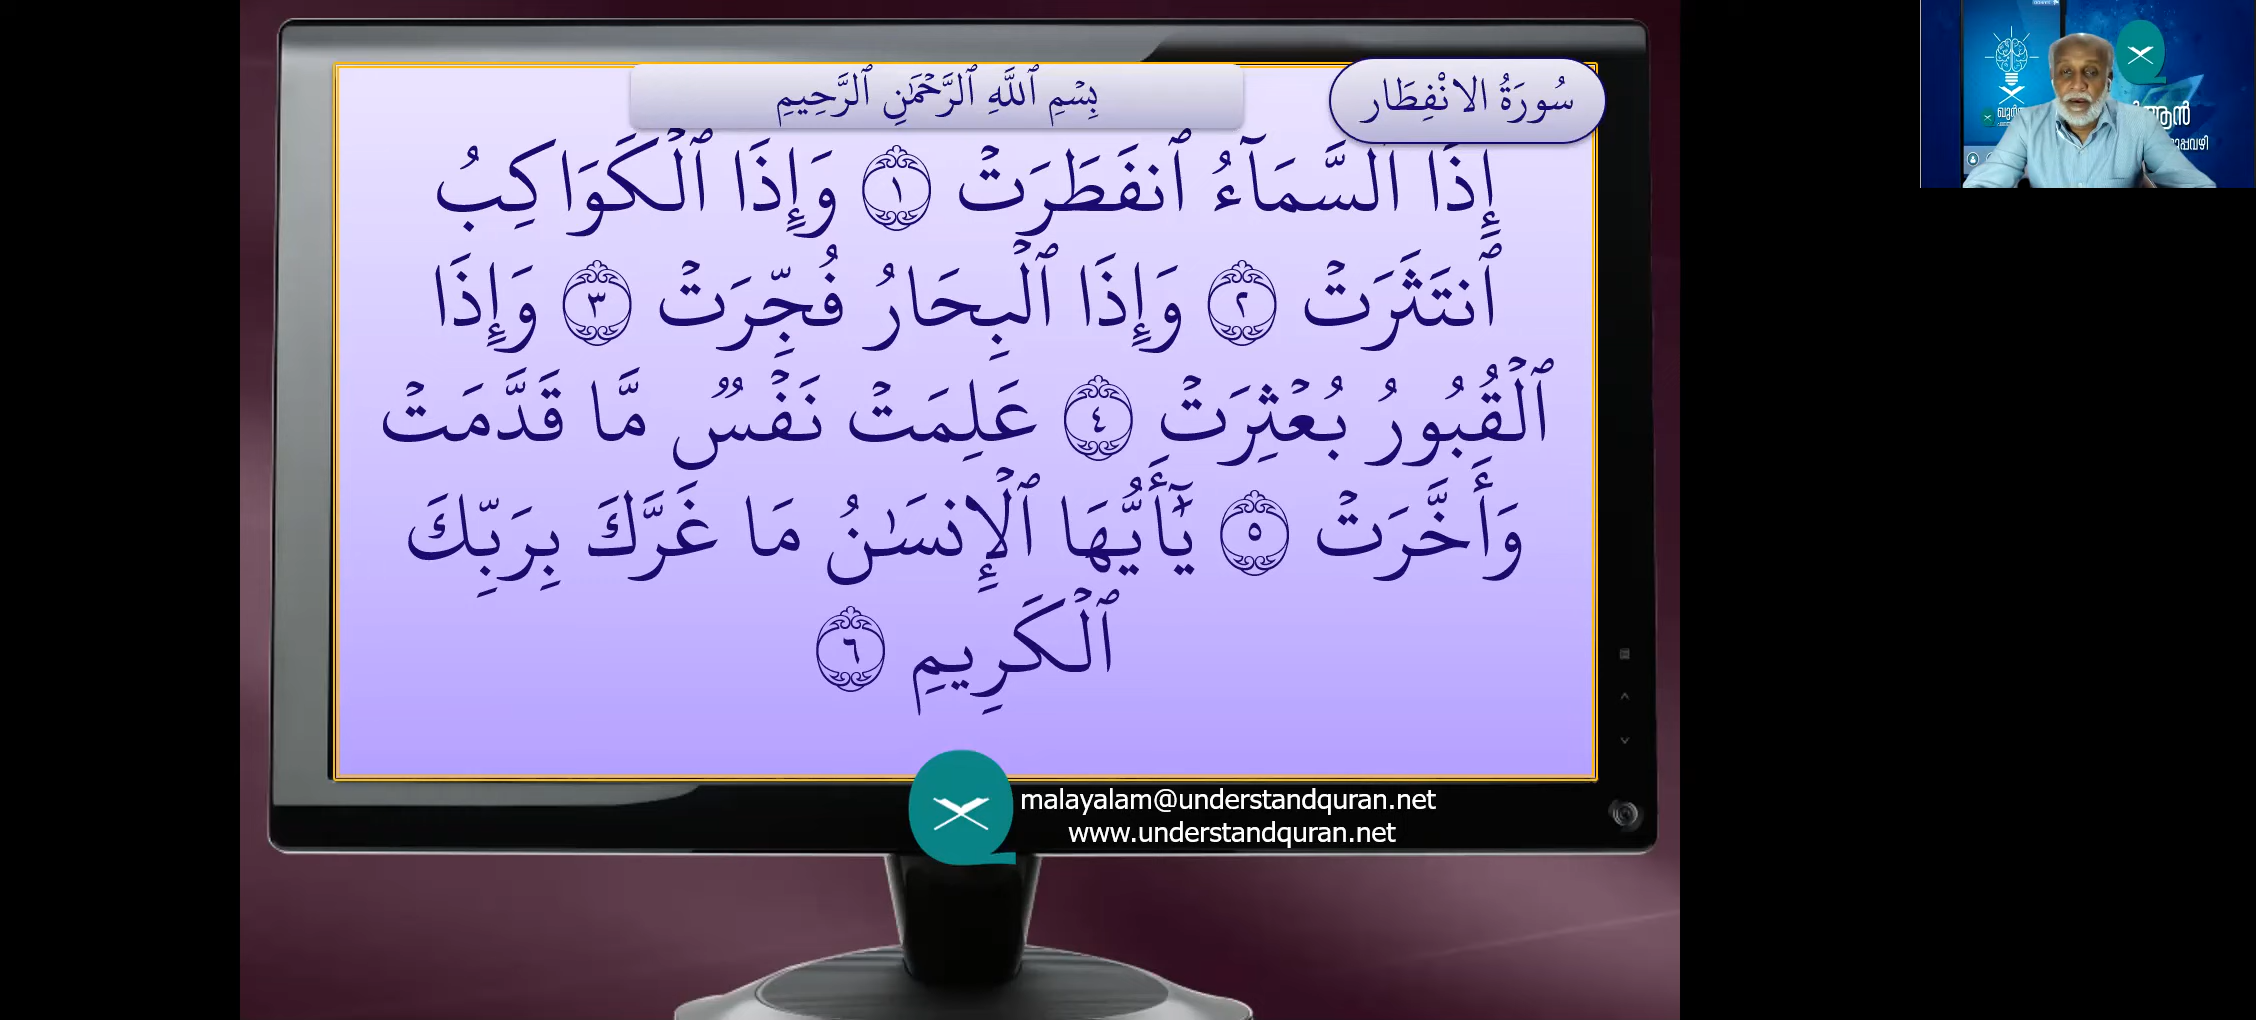 سُورَةُ الانْفِطَار
بِسْمِ ٱللَّهِ ٱلرَّحْمَٰنِ ٱلرَّحِيمِ
إِذَا ٱلسَّمَآءُ ٱنفَطَرَتْ ١ وَإِذَا ٱلْكَوَاكِبُ
ٱنتَثَرَتْ ٢ وَإِذَا ٱلْبِحَارُ فُجِّرَتْ ٣ وَإِذَا
ٱلْقُبُورُ بُعْثِرَتْ ٤ عَلِمَتْ نَفْسٌ مَّا قَدَّمَتْ
وَأَخَّرَتْ ٥ يَٰٓأَيُّهَا ٱلْإِنسَٰنُ مَا غَرَّكَ بِرَبِّكَ
ٱلْكَرِيمِ ٦
malayalam@understandquran.net
www.understandquran.net